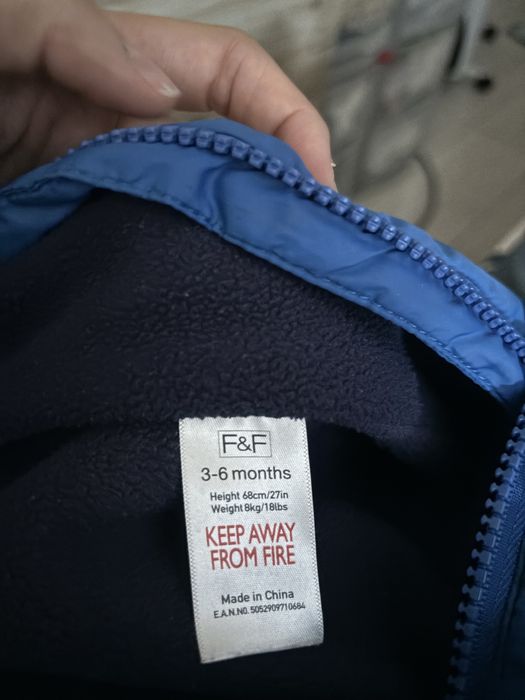 F&F
3-6 months
Height 68cm/27in
Weight 8kg/18lbs
KEEP AWAY
FROM FIRE
Made in China
E.A.N.NO. 5052909710684